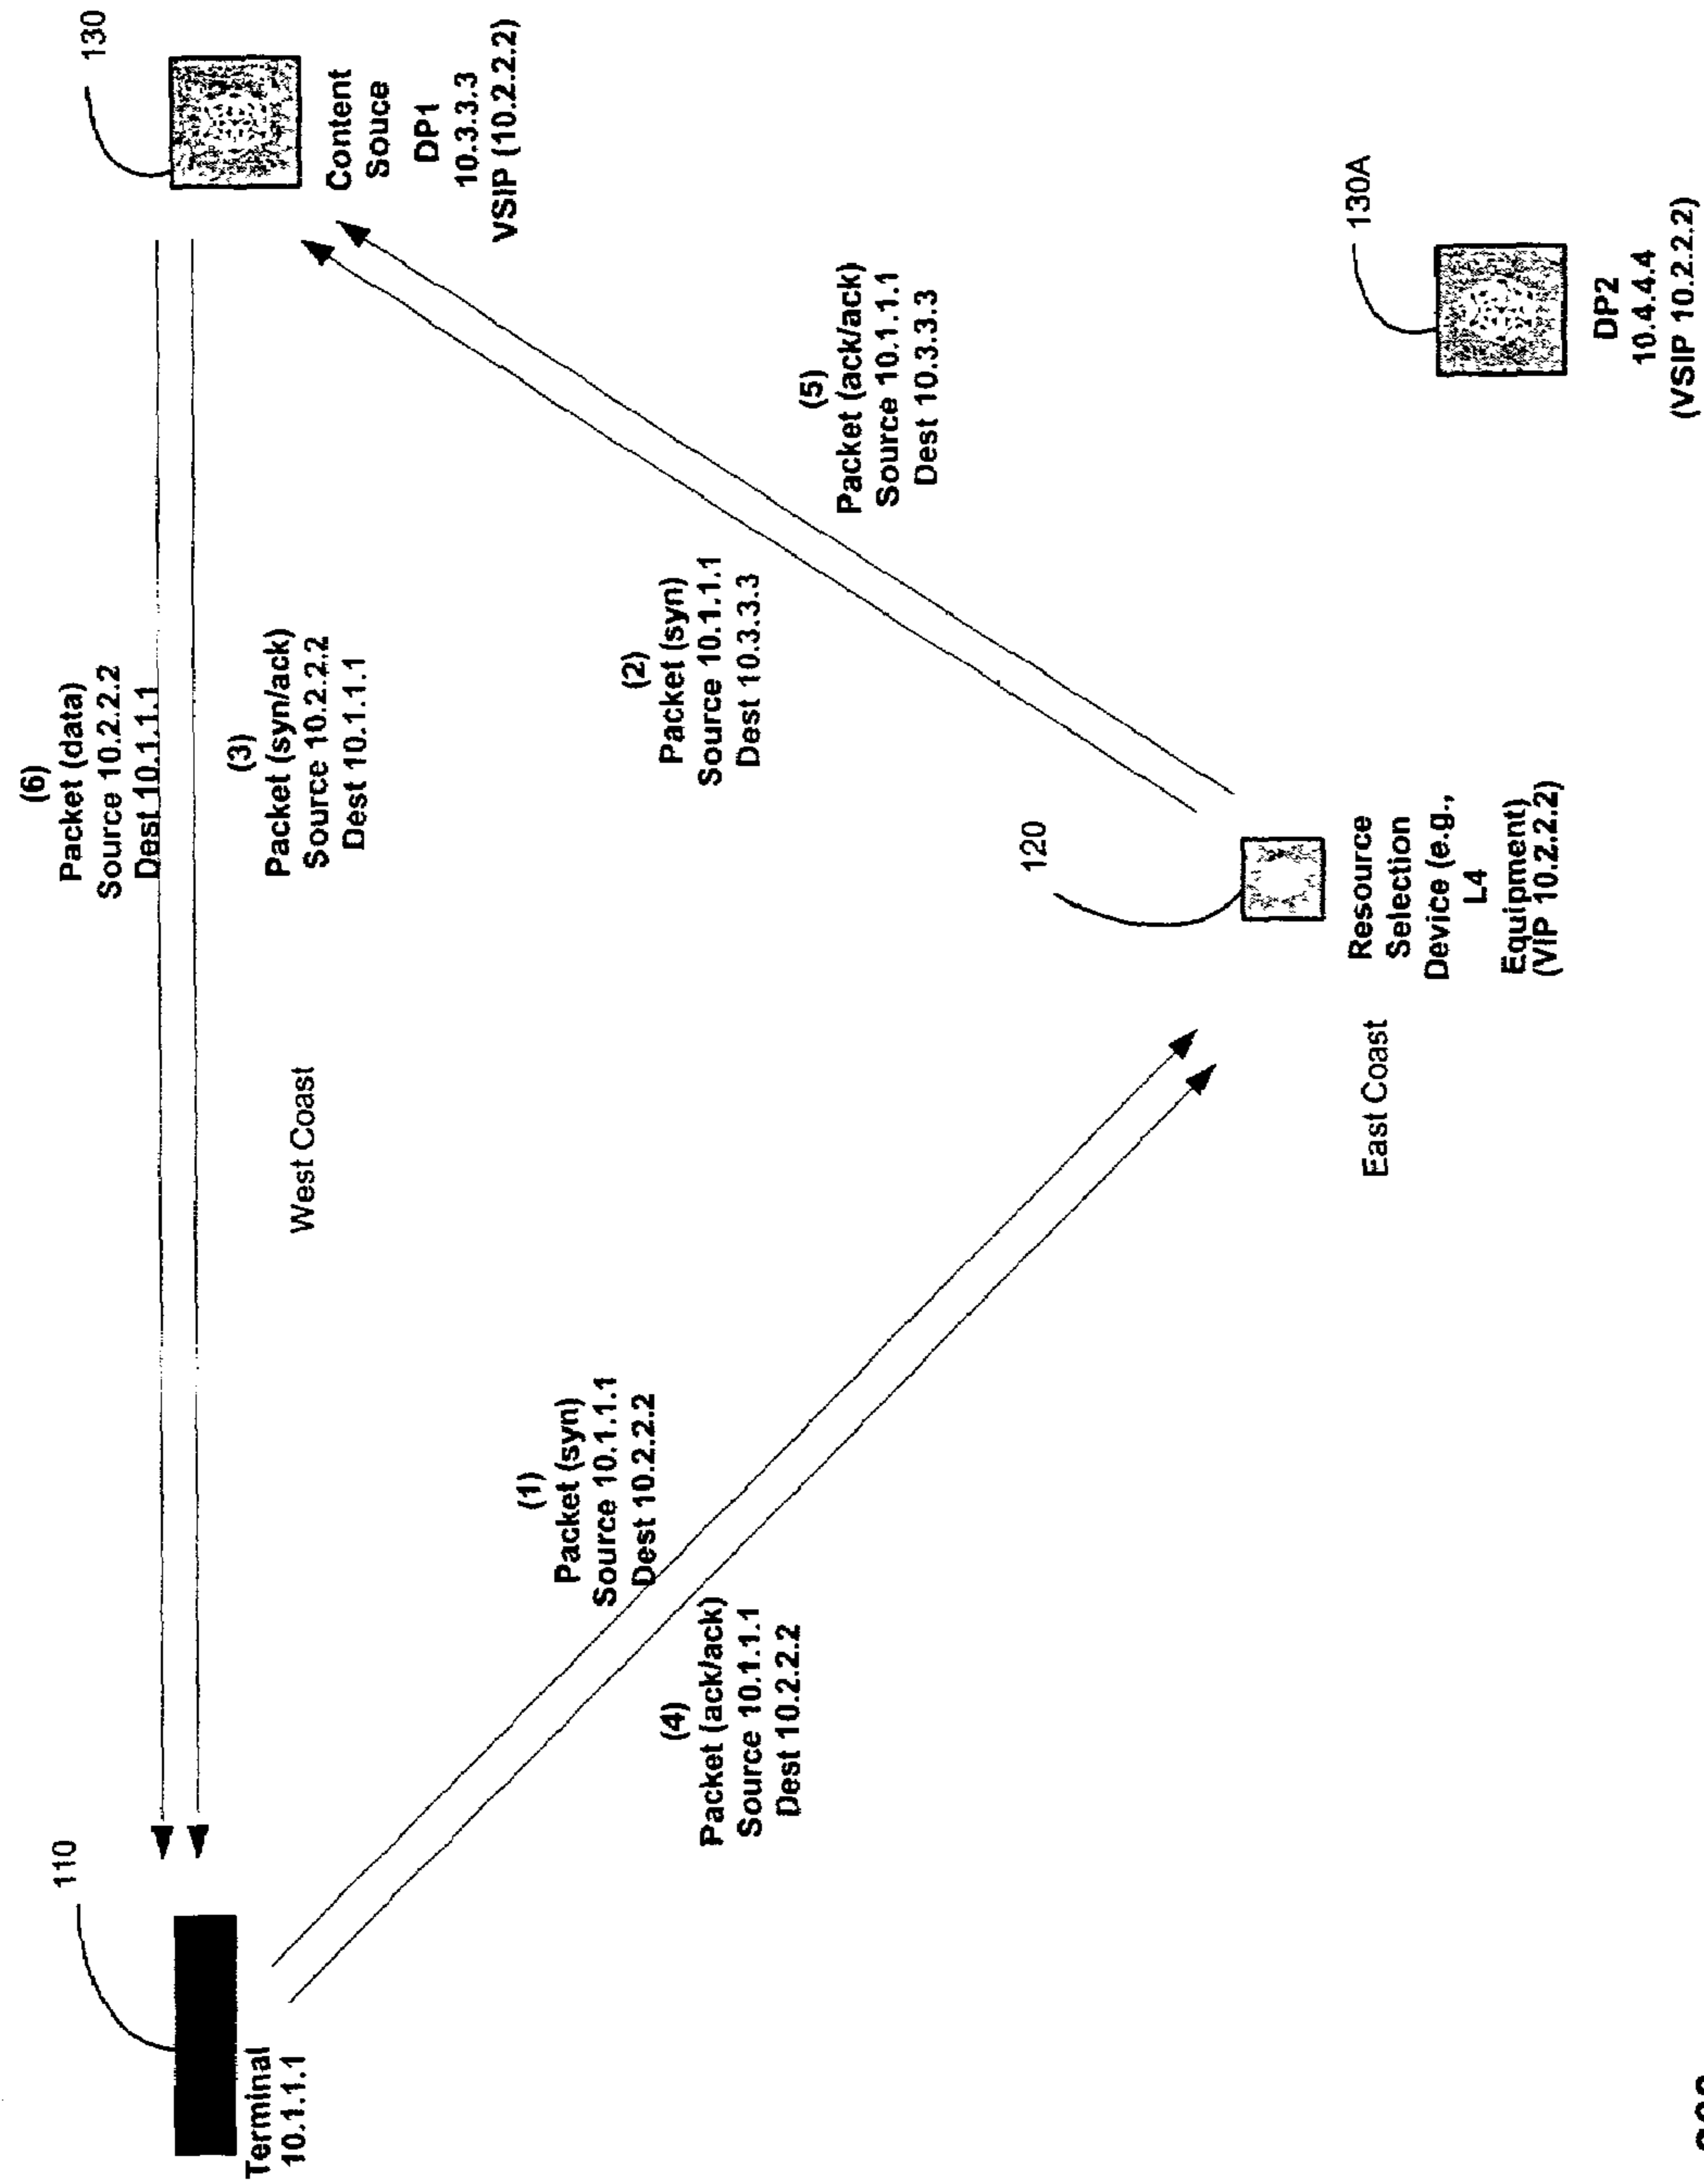 110
Terminal
10.1.1.1
(6)
Packet (data)
Source 10.2.2.2
Dest 10.1.1.1
(3)
Packet (syn/ack)
Source 10.2.2.2
Dest 10.1.1.1
West Coast
130
Content
Souce
DP1
10.3.3.3
VSIP (10.2.2.2)
(1)
Packet (syn)
Source 10.1.1.1
Dest 10.2.2.2
(4)
Packet (ack/ack)
Source 10.1.1.1
Dest 10.2.2.2
(2)
Packet (syn)
Source 10.1.1.1
Dest 10.3.3.3
(5)
Packet (ack/ack)
Source 10.1.1.1
Dest 10.3.3.3
120
Resource
Selection
Device (e.g.,
L4
Equipment)
(VIP 10.2.2.2)
East Coast
130A
DP2
10.4.4.4
(VSIP 10.2.2.2)